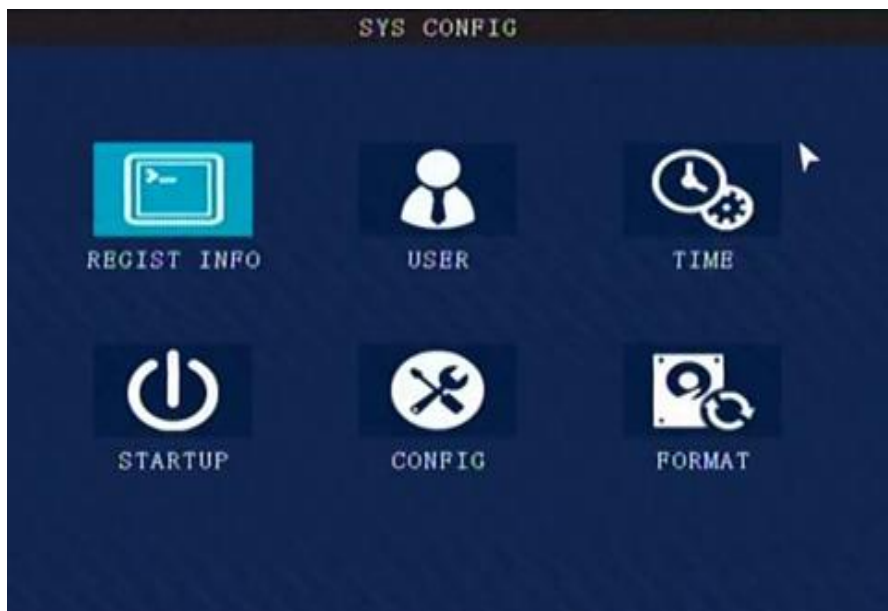 SYS CONFIG
REGIST INFO
USER
TIME
STARTUP
CONFIG
FORMAT